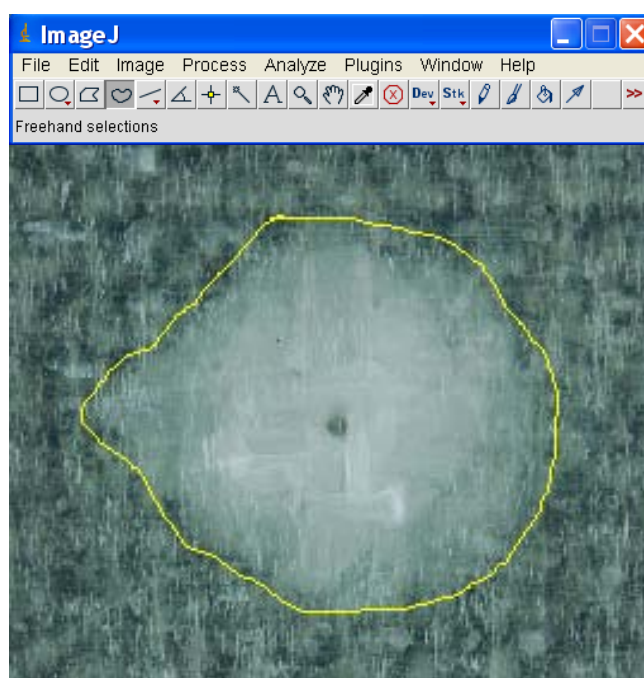 ImageJ
File Edit Image Process Analyze Plugins Window Help
A Dev Stk >>
Freehand selections